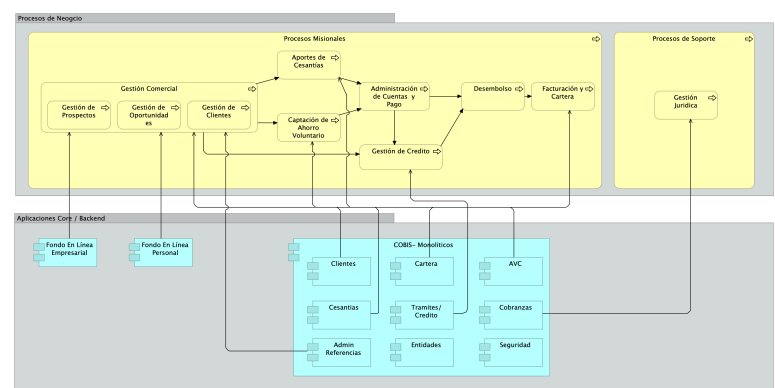 Procesos de Neogcio
Procesos Misionales
Procesos de Soporte
Aportes de
Cesantías
Gestión Comercial
Administración
de Cuentas y
Pago
Desembolso
Facturación y
Cartera
Gestión
Juridica
Gestión de
Prospectos
Gestión de
Oportunidad
es
Gestión de
Clientes
Captación de
Ahorro
Voluntario
Gestión de Credito
Aplicaciones Core / Backend
Fondo En Línea
Empresarial
Fondo En Línea
Personal
COBIS- Monolíticos
Clientes
Cartera
AVC
Cesantias
Tramites/
Credito
Cobranzas
Admin
Referencias
Entidades
Seguridad